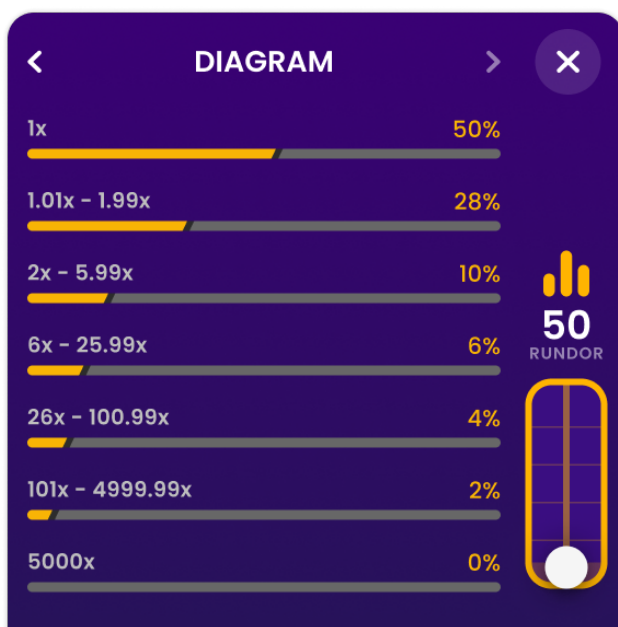 DIAGRAM
1x 50%
1.01x - 1.99x 28%
2x - 5.99x 10%
6x - 25.99x 6%
26x - 100.99x 4%
101x - 4999.99x 2%
5000x 0%
50
RUNDOR